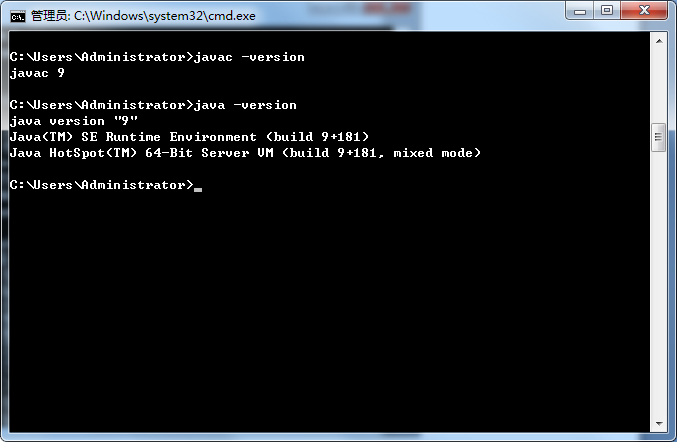 管理员: C:\Windows\system32\cmd.exe
C:\Users\Administrator>javac -version
javac 9
C:\Users\Administrator>java -version
java version "9"
Java(TM) SE Runtime Environment (build 9+181)
Java HotSpot(TM) 64-Bit Server VM (build 9+181, mixed mode)
C:\Users\Administrator>